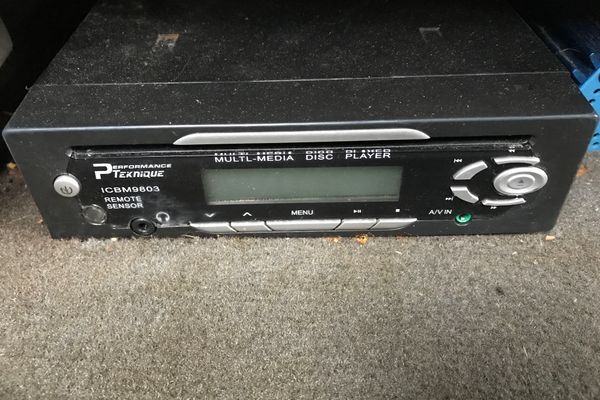 PERFORMANCE
TEKNIQUE
MULTL-MEDIA DISC PLAYER
ICBM9803
REMOTE
SENSOR
MENU
A/V IN